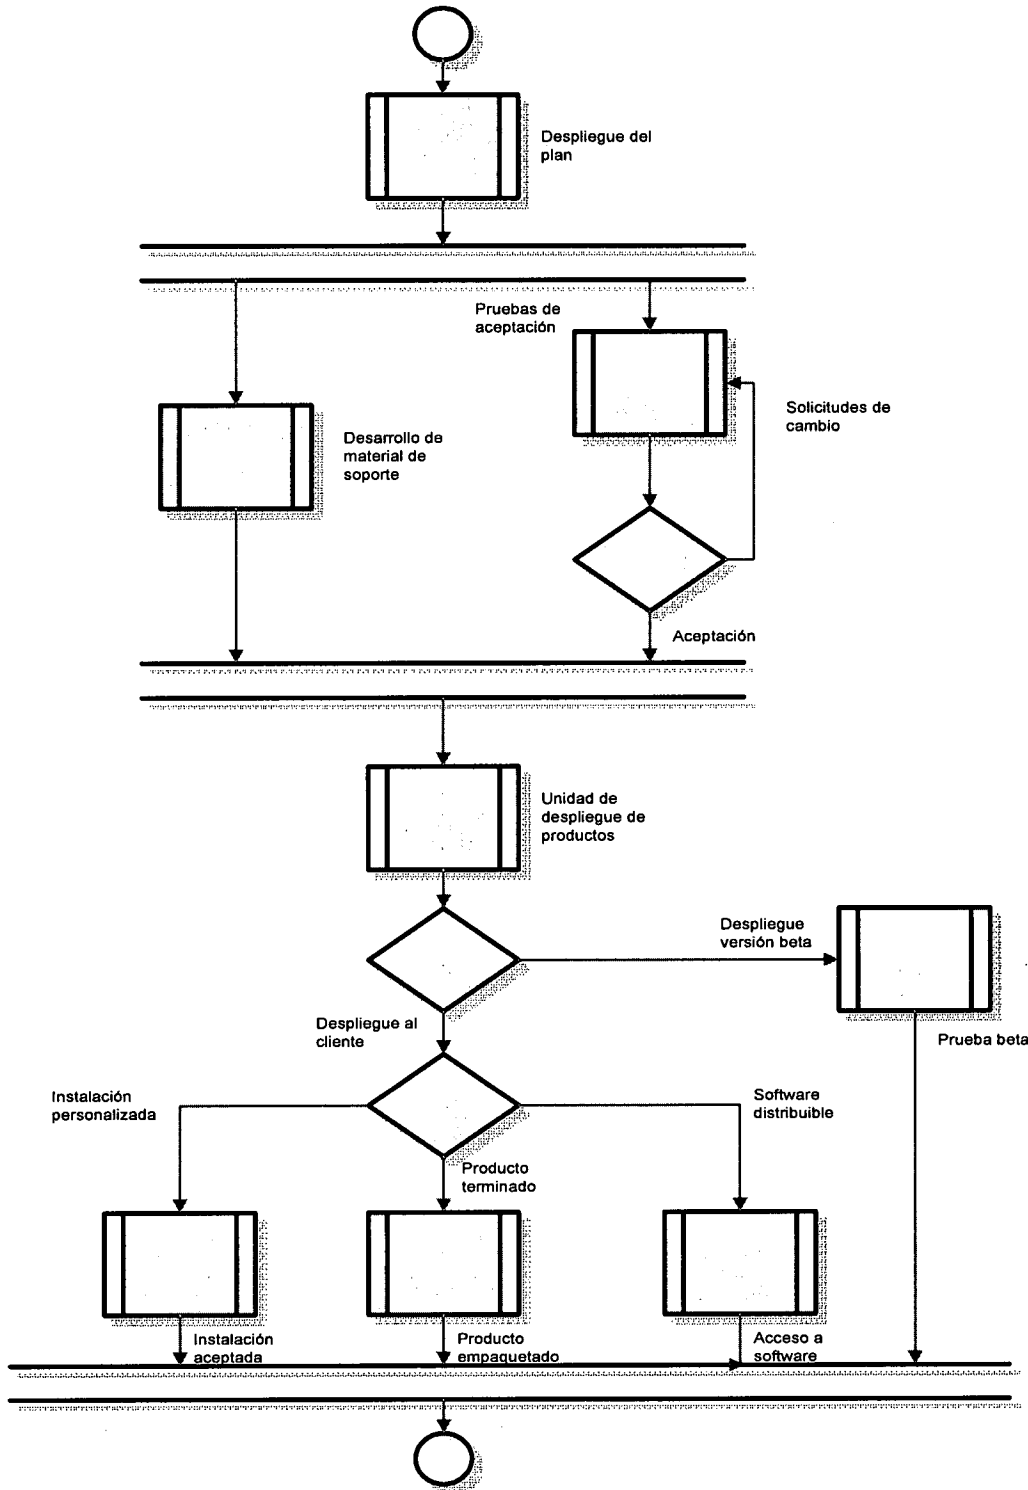 Despliegue del
plan
Pruebas de
aceptación
Solicitudes de
cambio
Desarrollo de
material de
soporte
Aceptación
Unidad de
despliegue de
productos
Despliegue
versión beta
Prueba beta
Despliegue al
cliente
Instalación
personalizada
Software
distribuible
Producto
terminado
Instalación
aceptada
Producto
empaquetado
Acceso a
software